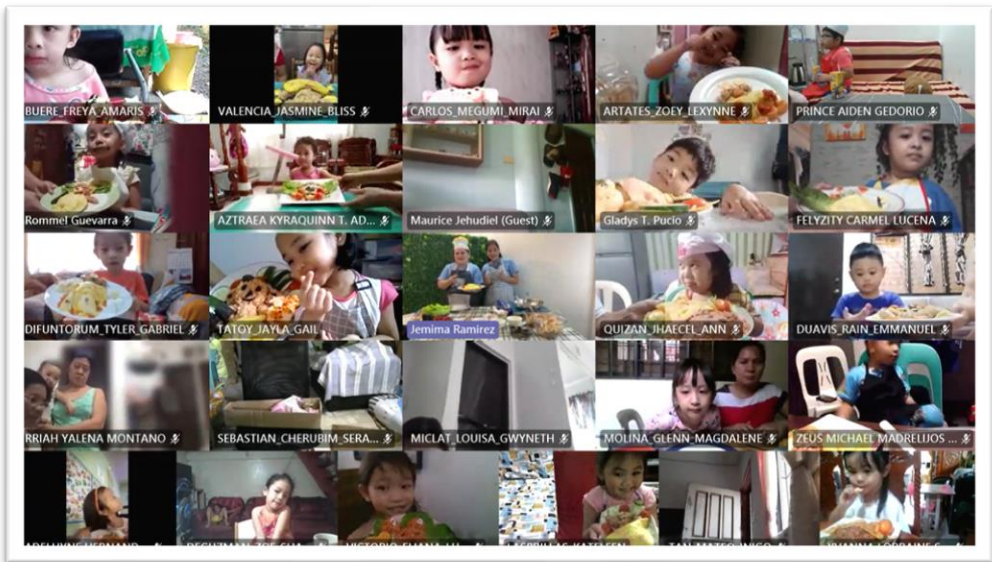 BUERE_FREYA_AMARIS
VALENCIA_JASMINE_BLISS
CARLOS_MEGUMI_MIRAI
ARTATES_ZOEY_LEXYNNE
PRINCE AIDEN GEDORIO
Rommel Guevarra
AZTRAEA KYRAQUINN T. AD...
Maurice Jehudiel (Guest)
Gladys T. Pucio
FELYZITY CARMEL LUCENA
DIFUNTORUM_TYLER_GABRIEL
TATOY_JAYLA_GAIL
Jemima Ramirez
QUIZAN_JHAECEL_ANN
DUAVIS_RAIN_EMMANUEL
RRIAH YALENA MONTANO
SEBASTIAN_CHERUBIM_SERA...
MICLAT_LOUISA_GWYNETH
MOLINA_GLENN_MAGDALENE
ZEUS MICHAEL MADRELIJOS ...